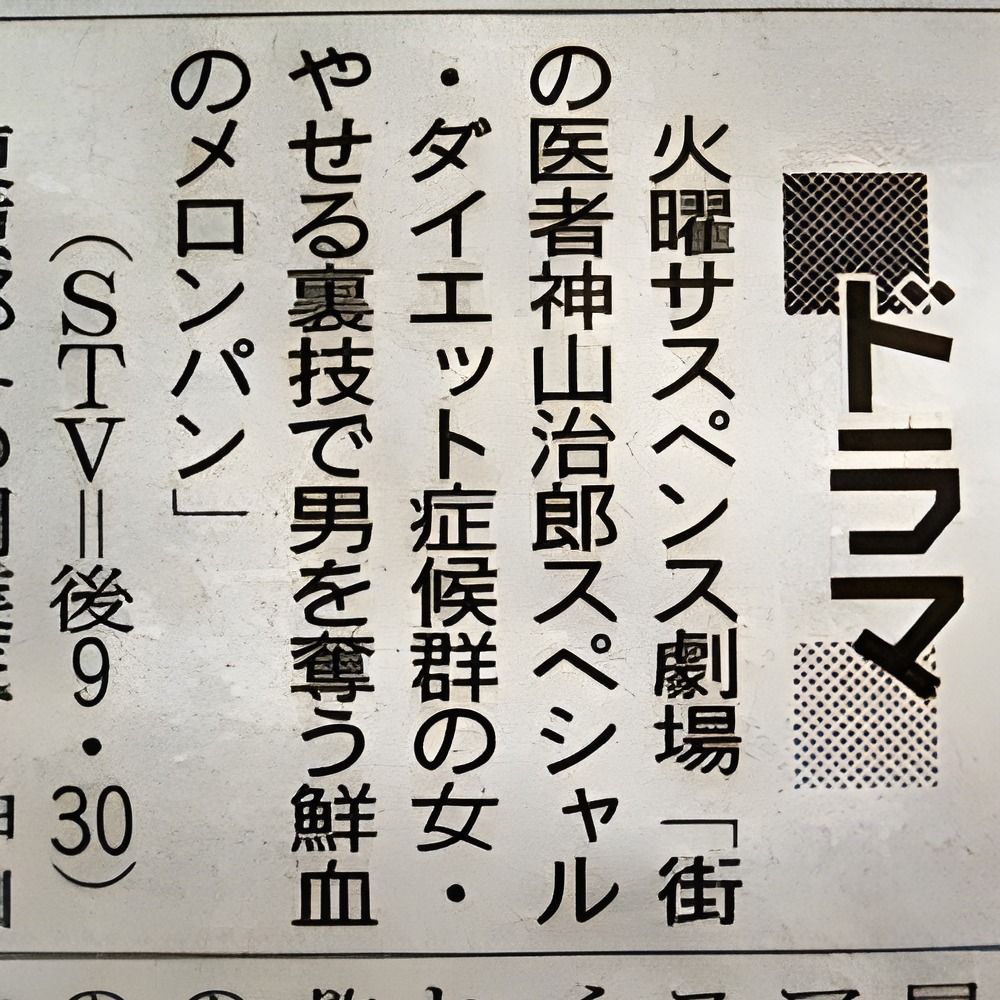 ドラマ
火曜サスペンス劇場「街
の医者神山治郎スペシャル
・ダイエット症候群の女・
やせる裏技で男を奪う鮮血
のメロンパン」
（ＳＴＶ＝後９・30）